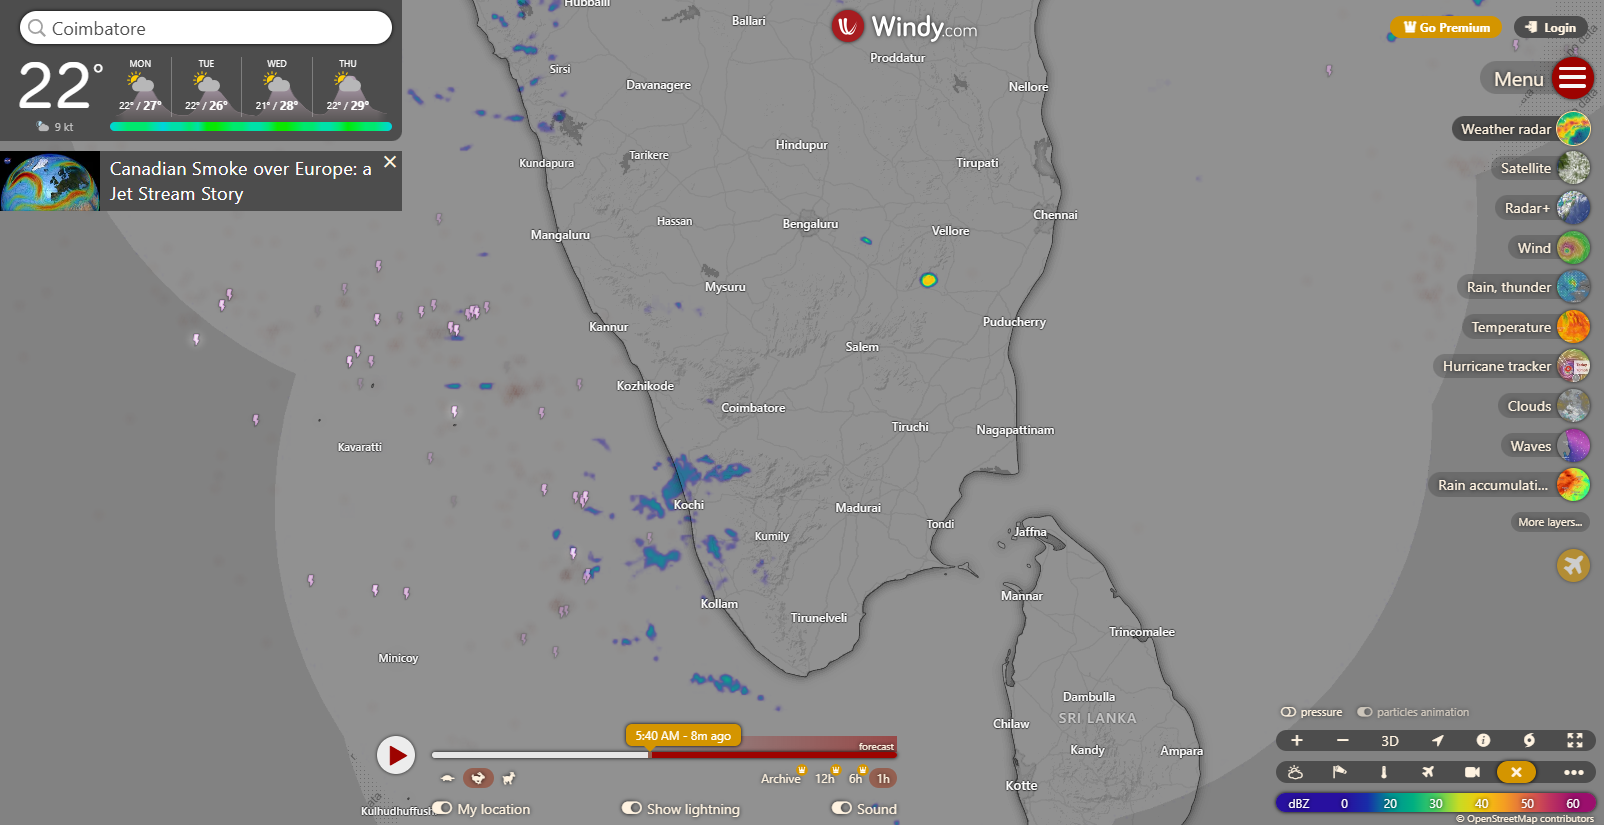 Coimbatore
22°
9 kt
MON TUE WED THU
22° / 27° 22° / 26° 21° / 28° 22° / 29°
Canadian Smoke over Europe: a
Jet Stream Story
Windy.com
Go Premium
Login
Menu
Weather radar
Satellite
Radar+
Wind
Rain, thunder
Temperature
Hurricane tracker
Clouds
Waves
Rain accumulati...
More layers...
Hubballi
Ballari
Proddatur
Sirsi
Davanagere
Nellore
Hindupur
Kundapura
Tarikere
Tirupati
Hassan
Bengaluru
Chennai
Mangaluru
Vellore
Mysuru
Kannur
Puducherry
Salem
Kozhikode
Coimbatore
Tiruchi
Nagapattinam
Kavaratti
Kochi
Madurai
Tondi
Kumily
Jaffna
Kollam
Mannar
Tirunelveli
Trincomalee
Minicoy
Dambulla
Chilaw
SRI LANKA
Kandy
Ampara
Kotte
Kulhudhuffushi
5:40 AM - 8m ago
forecast
Archive 12h 6h 1h
My location
Show lightning
Sound
pressure
particles animation
+ − 3D
dBZ 0 20 30 40 50 60
© OpenStreetMap contributors